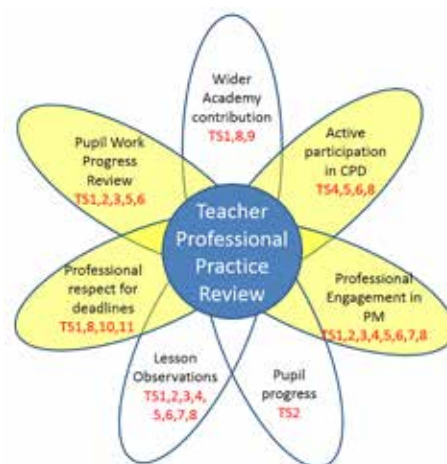 Wider
Academy
contribution
TS1,8,9
Active
participation
in CPD
TS4,5,6,8
Professional
Engagement in
PM
TS1,2,3,4,5,6,7,8
Pupil
progress
TS2
Lesson
Observations
TS1,2,3,4,
5,6,7,8
Professional
respect for
deadlines
TS1,8,10,11
Pupil Work
Progress
Review
TS1,2,3,5,6
Teacher
Professional
Practice
Review